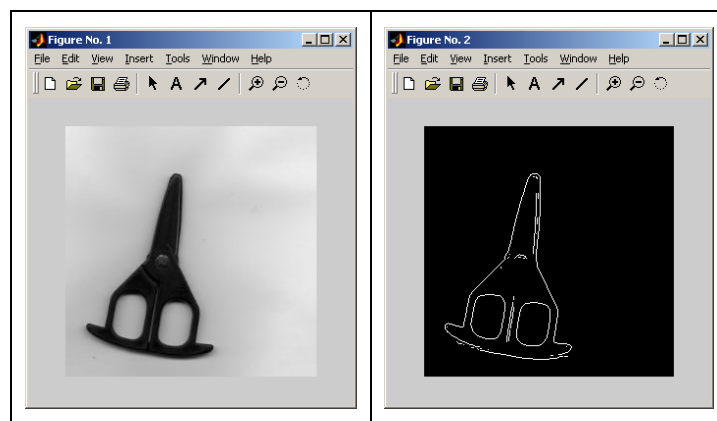 Figure No. 1
File Edit View Insert Tools Window Help
A
Figure No. 2
File Edit View Insert Tools Window Help
A